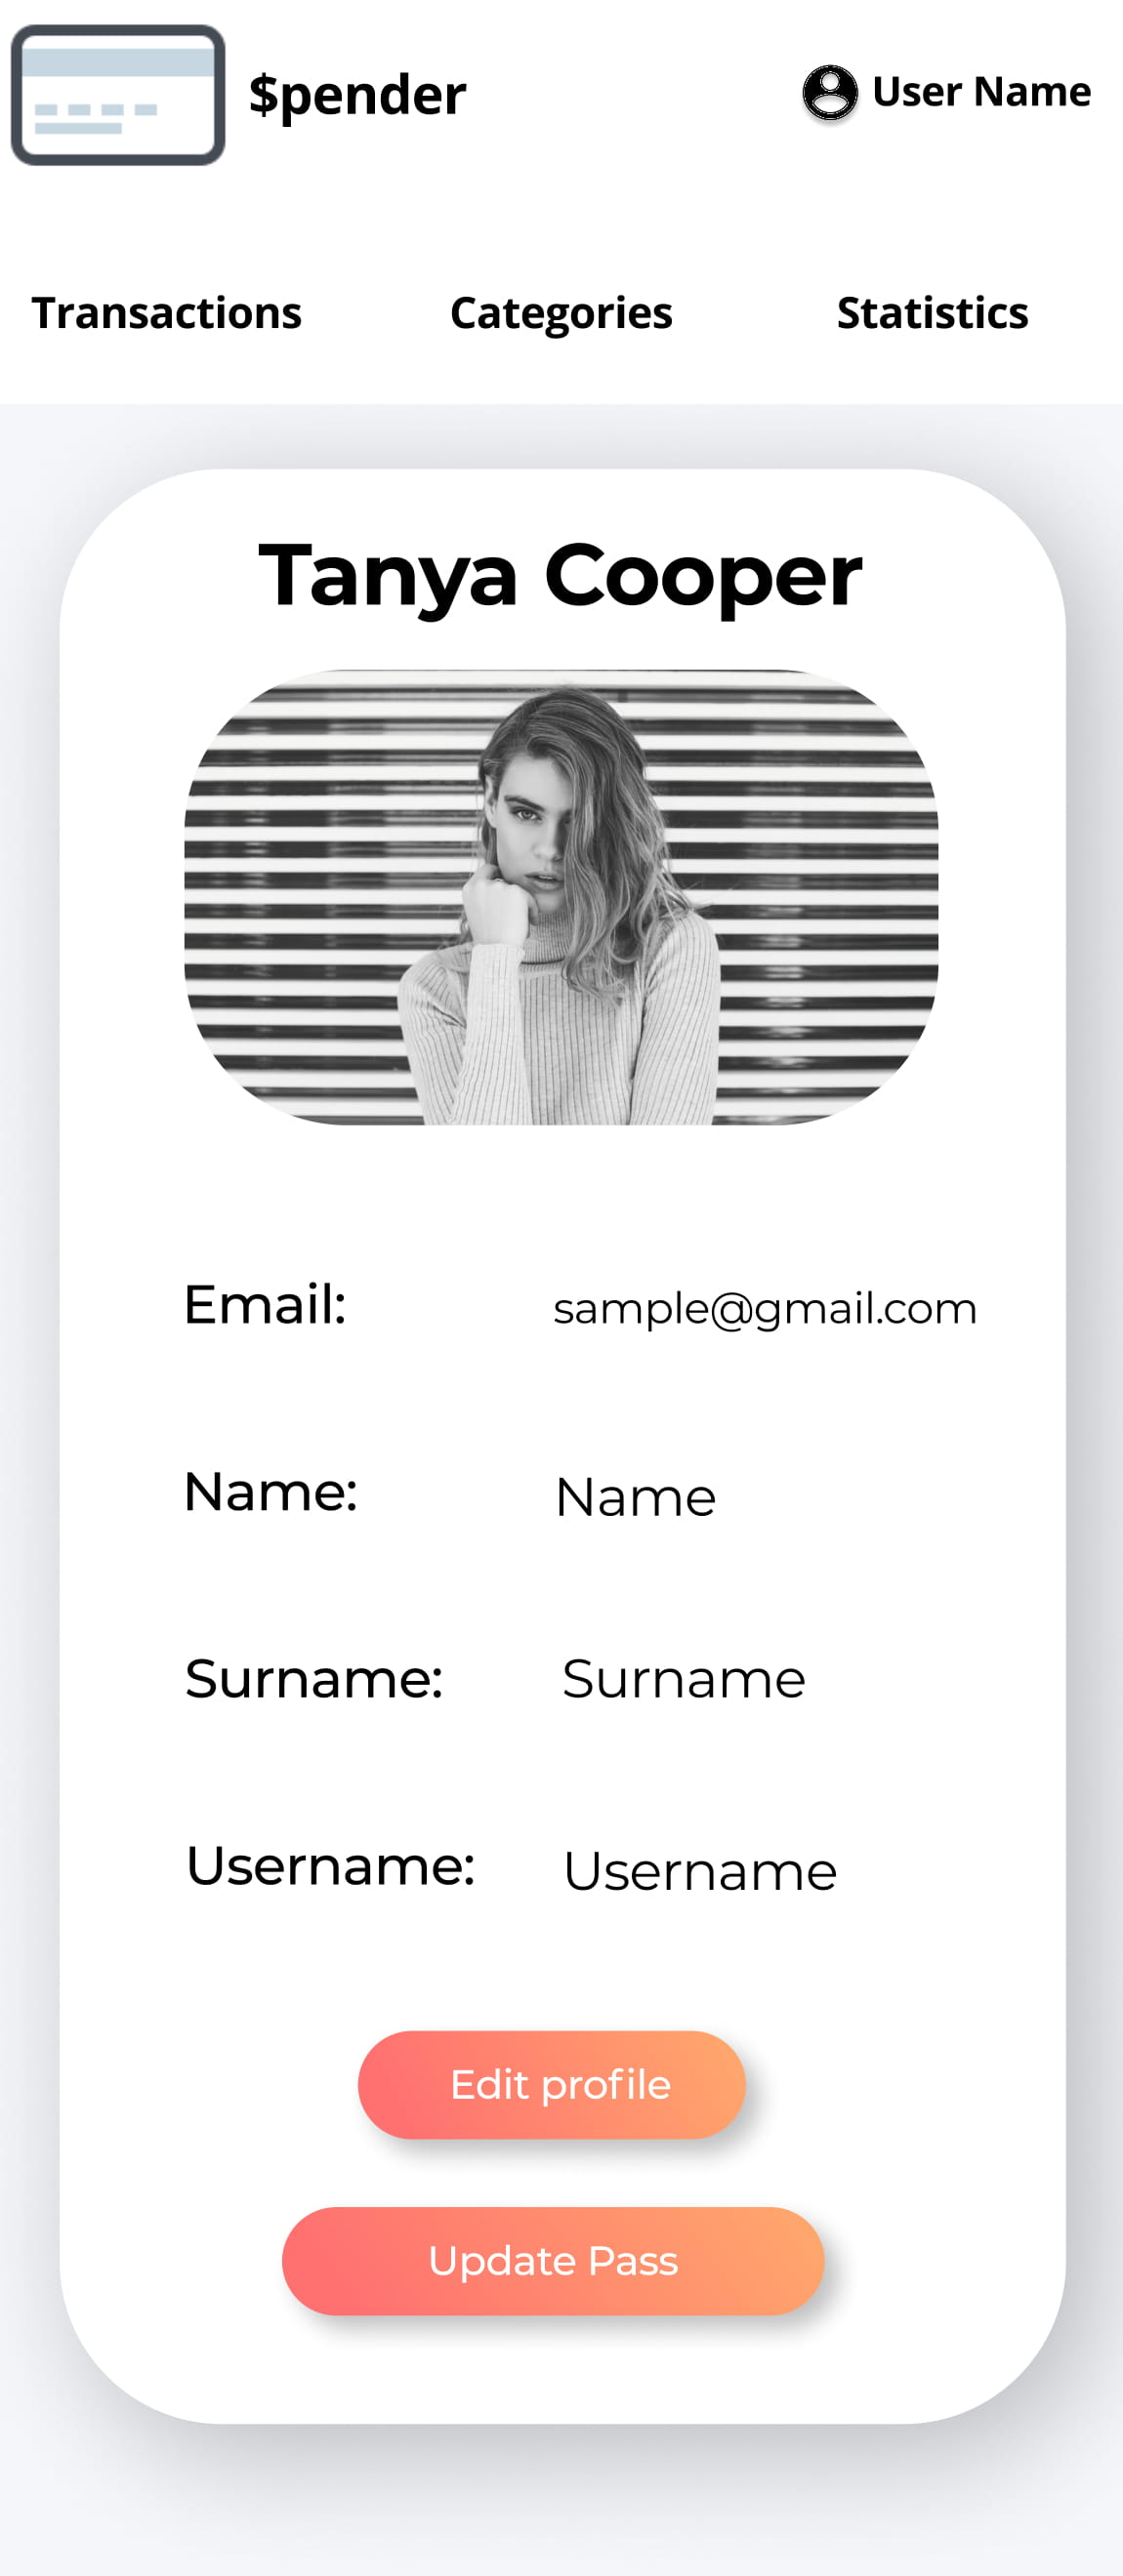 $pender
User Name
Transactions Categories Statistics
Tanya Cooper
Email: sample@gmail.com
Name: Name
Surname: Surname
Username: Username
Edit profile
Update Pass